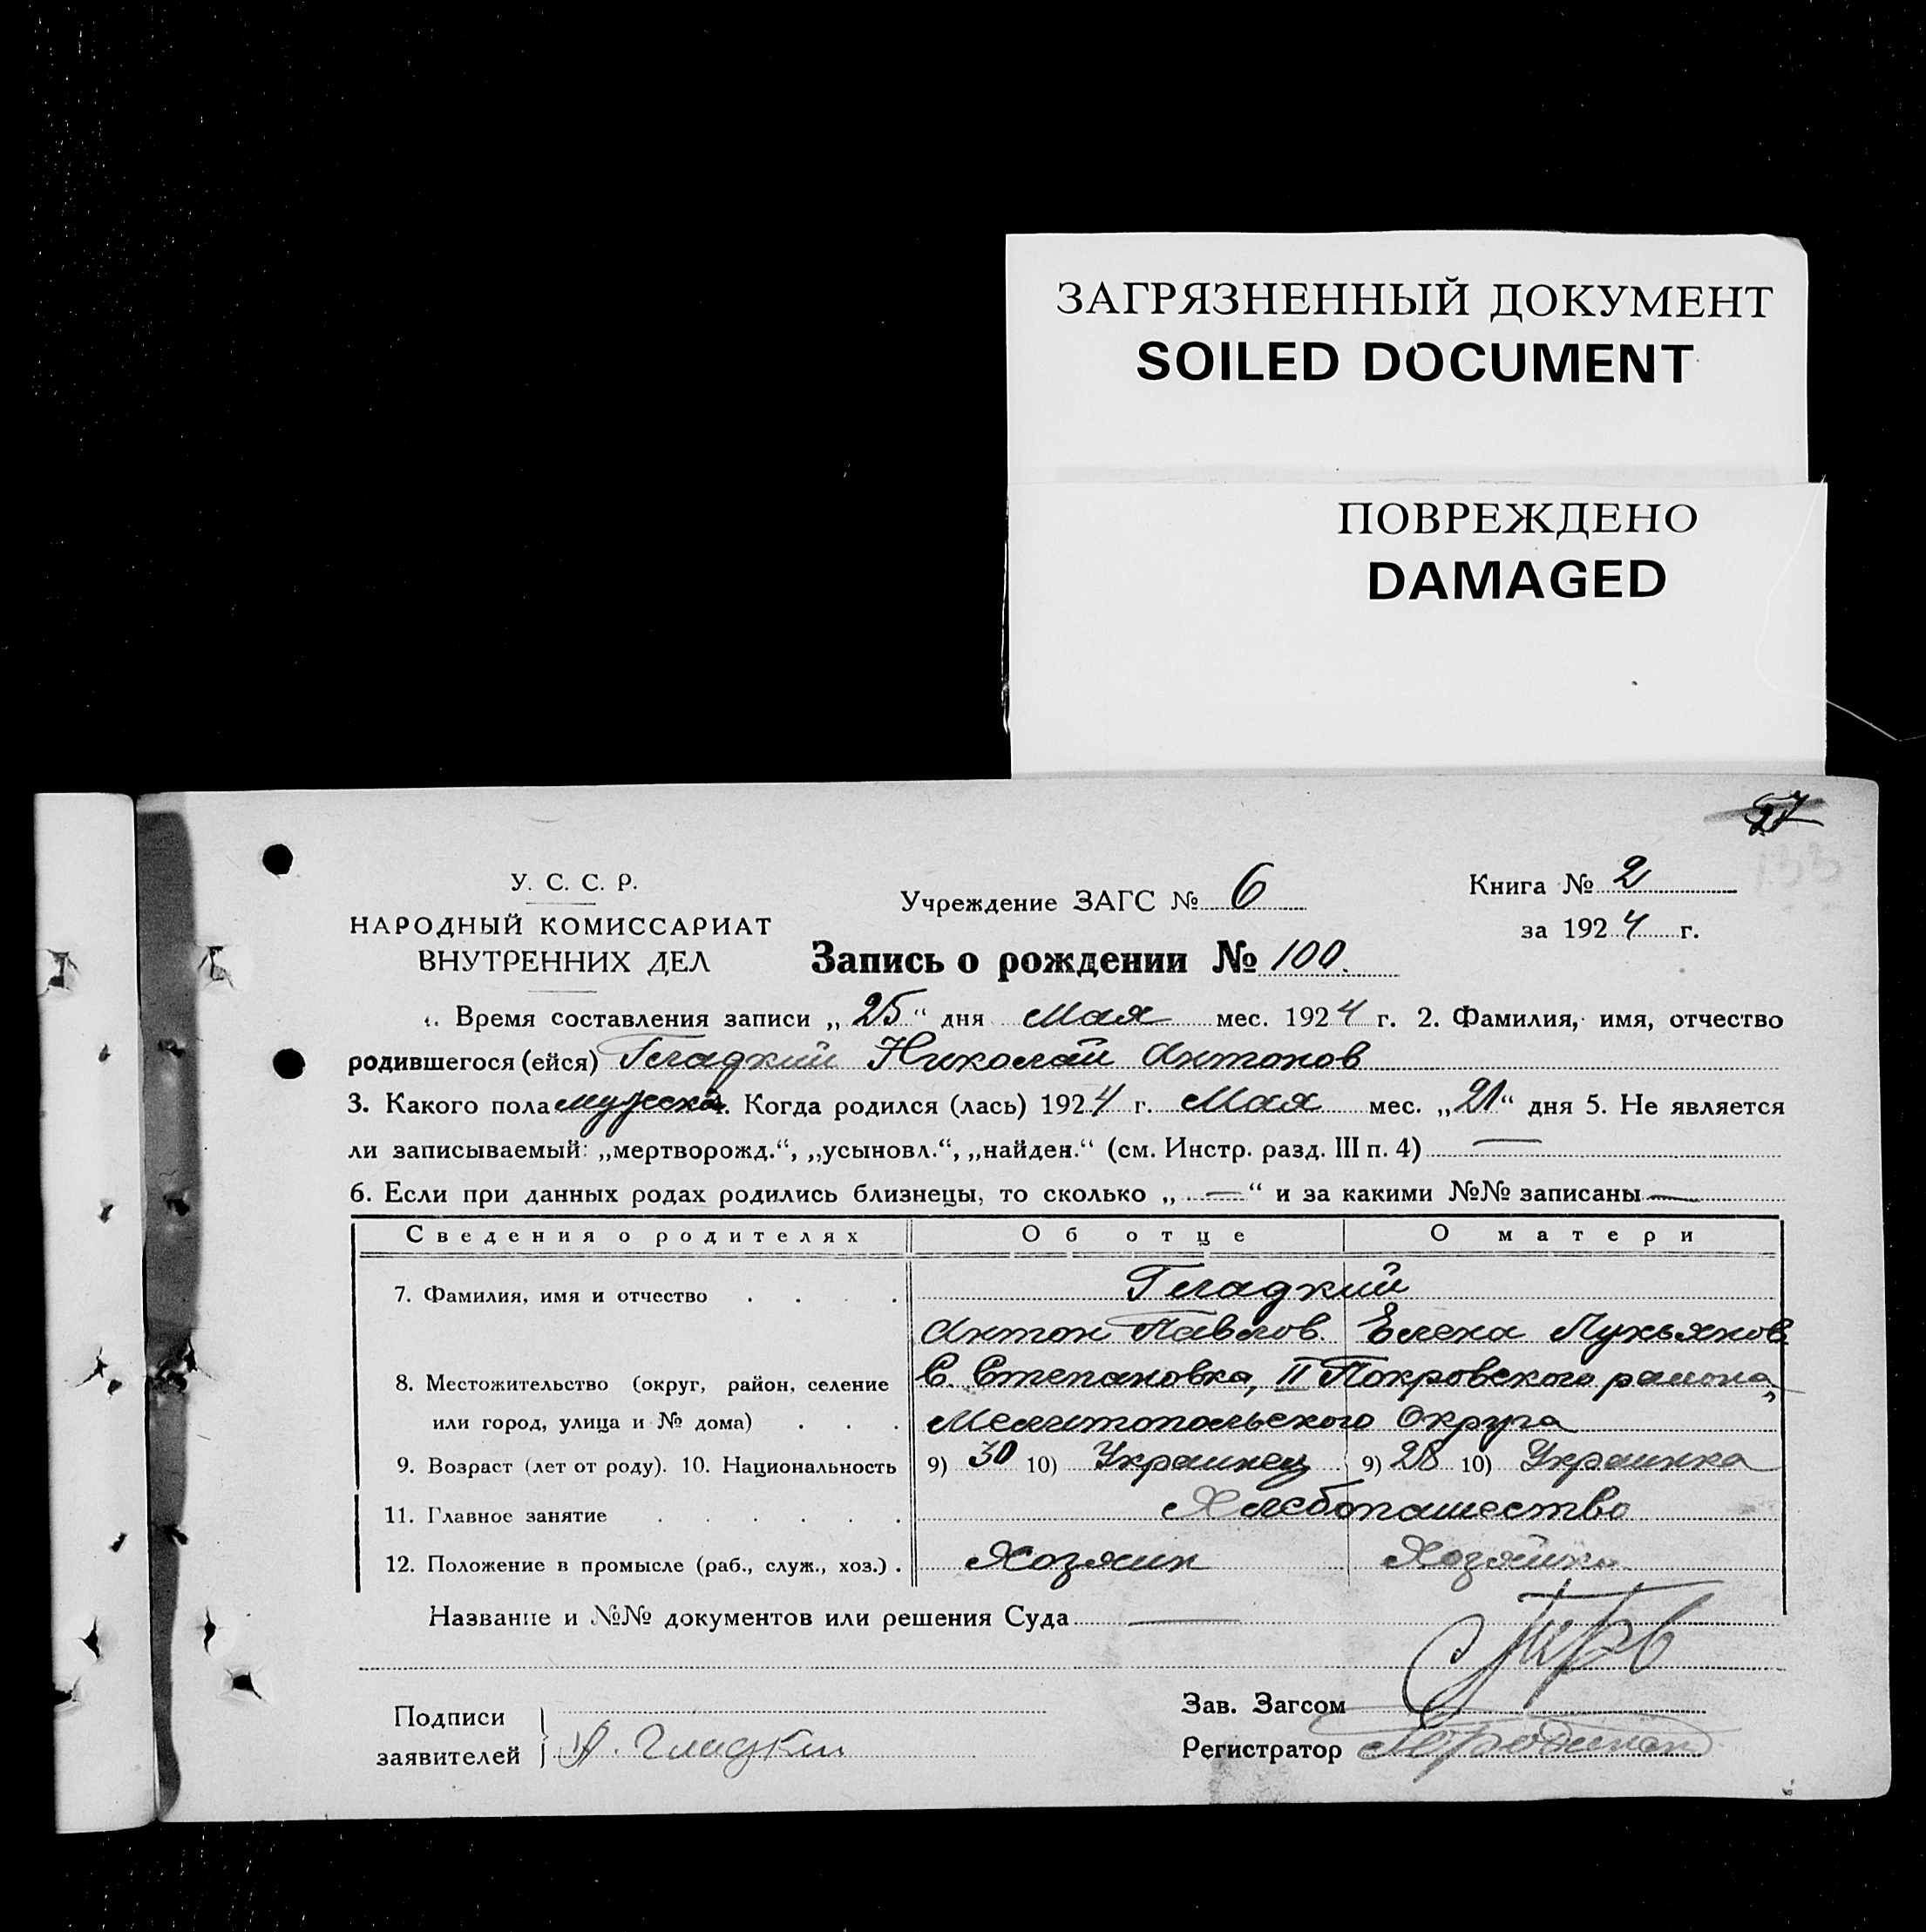 ЗАГРЯЗНЕННЫЙ ДОКУМЕНТ
SOILED DOCUMENT
ПОВРЕЖДЕНО
DAMAGED
У. С. С. Р.
НАРОДНЫЙ КОМИССАРИАТ
ВНУТРЕННИХ ДЕЛ
Учреждение ЗАГС № 6
Запись о рождении № 100.
Книга № 2
за 1924 г.
1. Время составления записи „25“ дня Мая мес. 1924 г. 2. Фамилия, имя, отчество
родившегося (ейся) Гладкий Николай Антонов
3. Какого пола мужска. Когда родился (лась) 1924 г. Мая мес. „21“ дня 5. Не является
ли записываемый: „мертворожд.“, „усыновл.“, „найден.“ (см. Инстр. разд. III п. 4) —
6. Если при данных родах родились близнецы, то сколько „—“ и за какими №№ записаны —
Сведения о родителях Об отце О матери
7. Фамилия, имя и отчество . . . . Гладкий
Антон Павлов. Елена Лукьянов.
8. Местожительство (округ, район, селение С. Степановка, II Покровского района,
или город, улица и № дома) . . . Мелитопольского Округа
9. Возраст (лет от роду). 10. Национальность 9) 30 10) Украинец 9) 28 10) Украинка
11. Главное занятие . . . . . . Хлебопашество
12. Положение в промысле (раб., служ., хоз.) . Хозяин Хозяйка
Название и №№ документов или решения Суда —
Зав. Загсом
Подписи
заявителей А. Гладкий
Регистратор